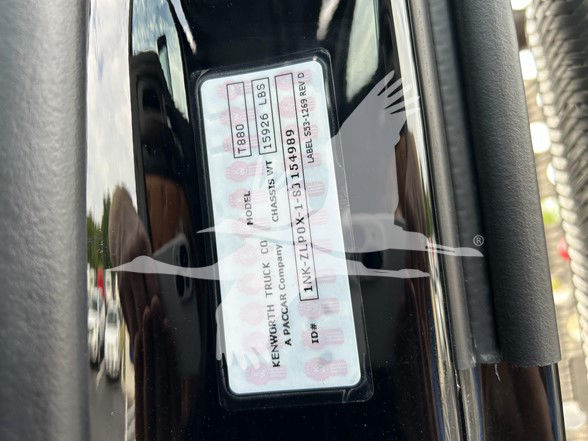 KENWORTH TRUCK CO MODEL T880
A PACCAR Company CHASSIS WT 15926 LBS
ID# 1NK-ZLP0X-1-SJ154989
LABEL S53-1269 REV D
®